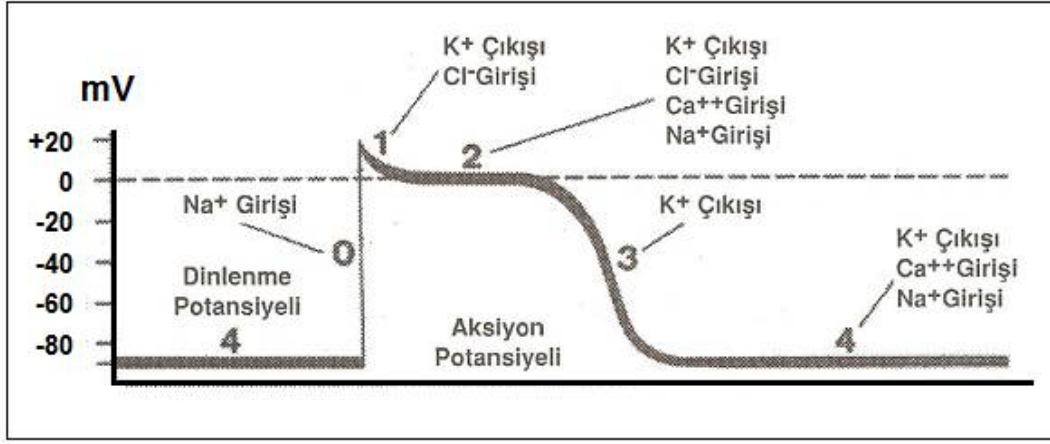 mV
+20
0
-20
-40
-60
-80
K+ Çıkışı
Cl-Girişi
1
K+ Çıkışı
Cl-Girişi
Ca++Girişi
Na+Girişi
2
Na+ Girişi
0
K+ Çıkışı
3
Dinlenme
Potansiyeli
4
Aksiyon
Potansiyeli
K+ Çıkışı
Ca++Girişi
Na+Girişi
4